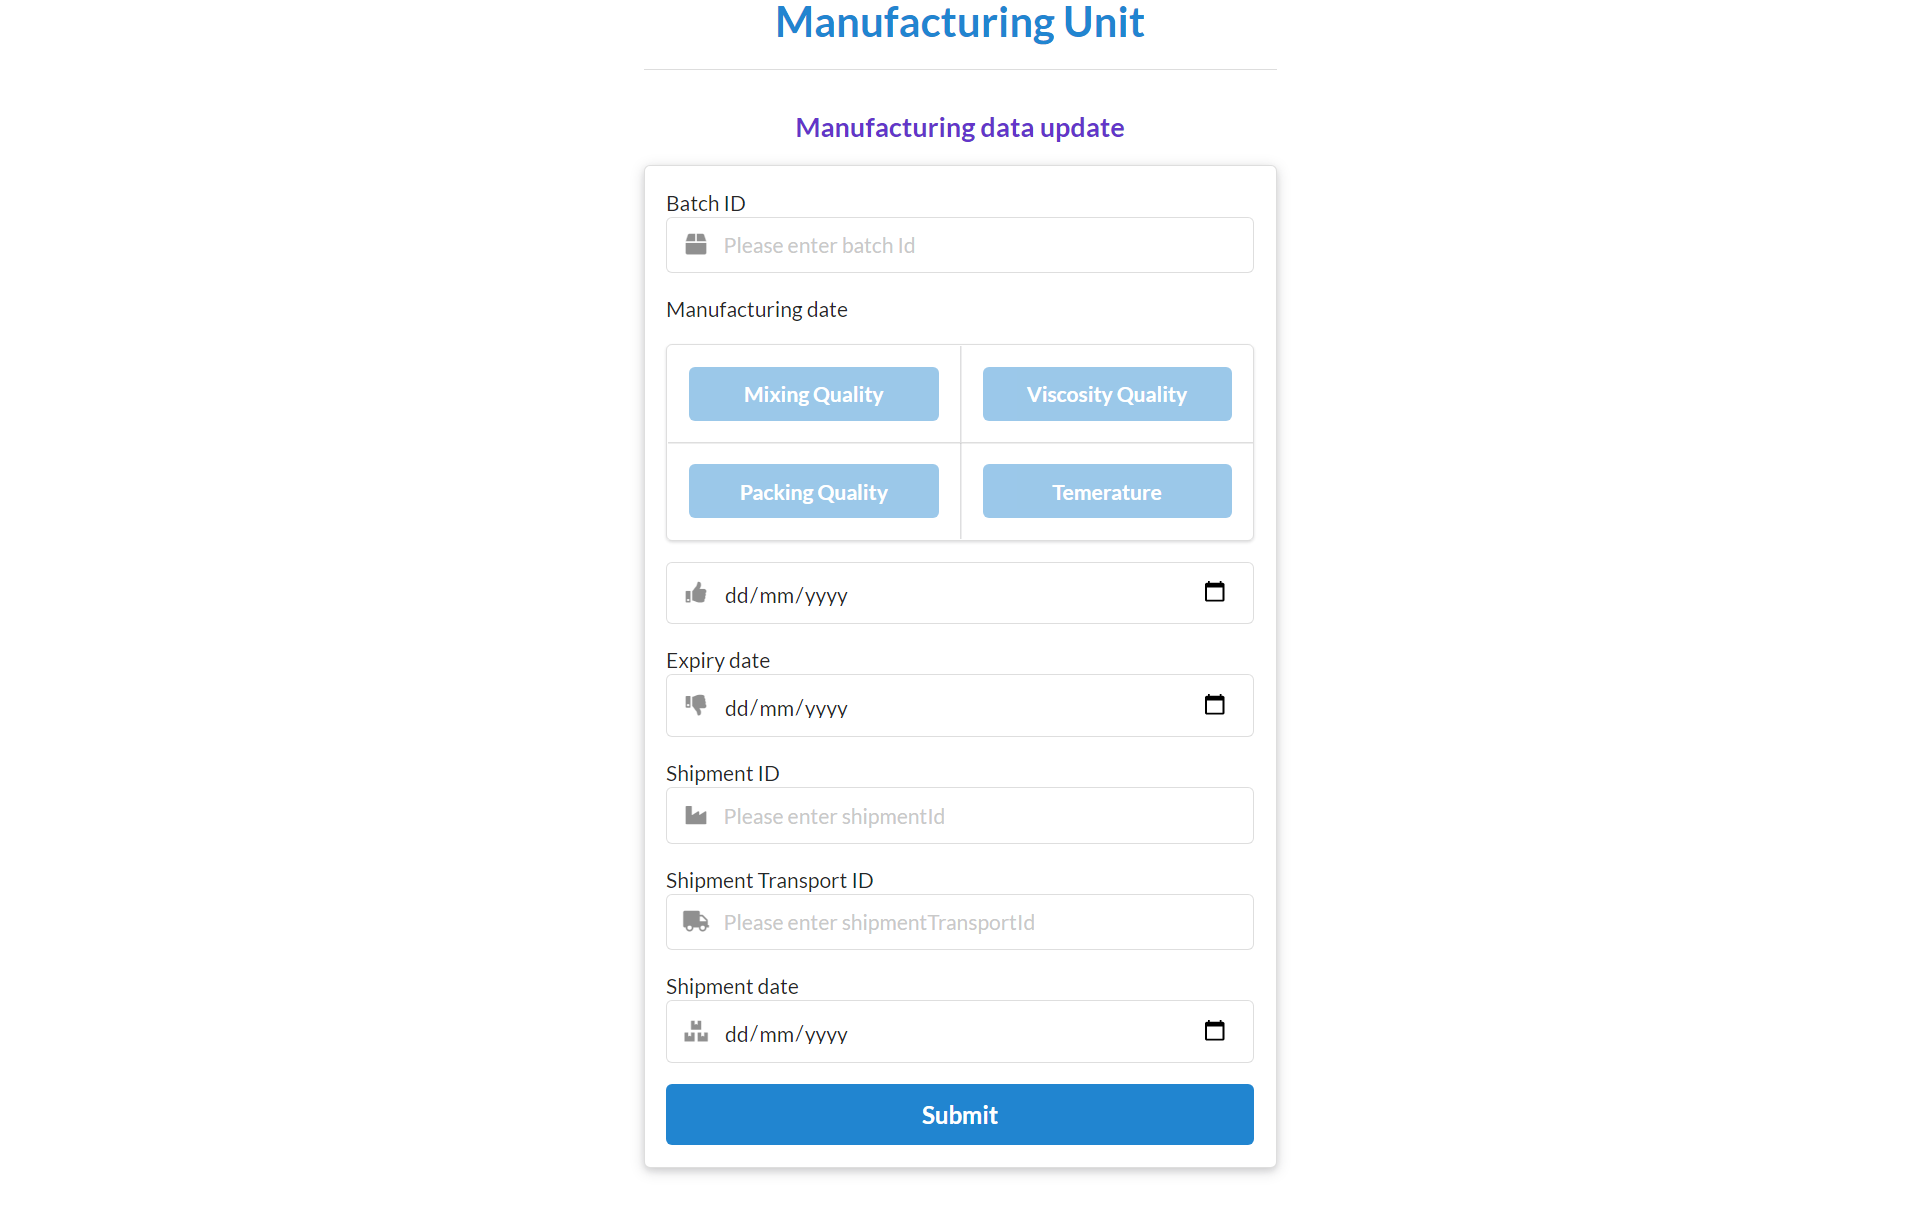 Manufacturing Unit
Manufacturing data update
Batch ID
Please enter batch Id
Manufacturing date
Mixing Quality
Viscosity Quality
Packing Quality
Temerature
dd/mm/yyyy
Expiry date
dd/mm/yyyy
Shipment ID
Please enter shipmentId
Shipment Transport ID
Please enter shipmentTransportId
Shipment date
dd/mm/yyyy
Submit